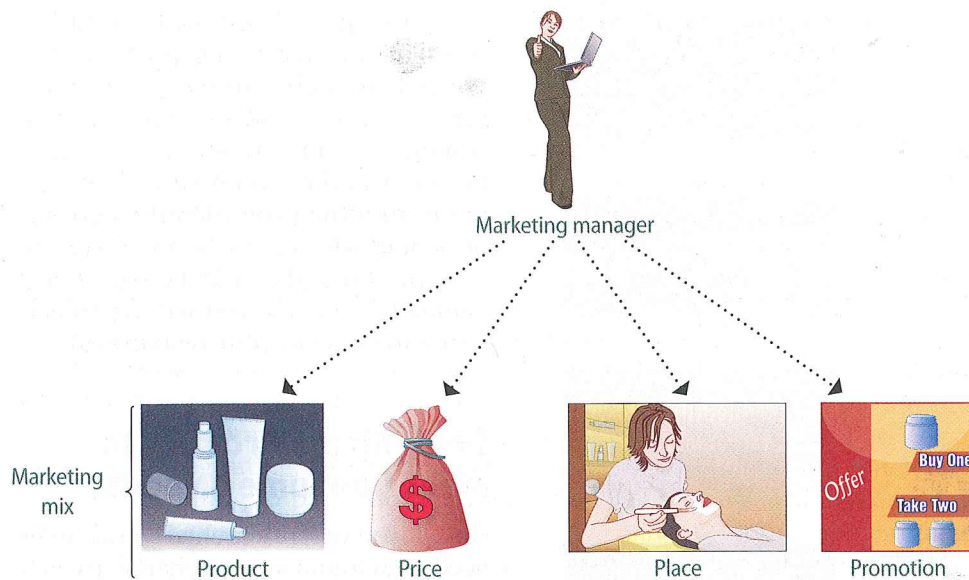 Marketing manager
Marketing
mix
$
Offer
Buy One
Take Two
Product
Price
Place
Promotion